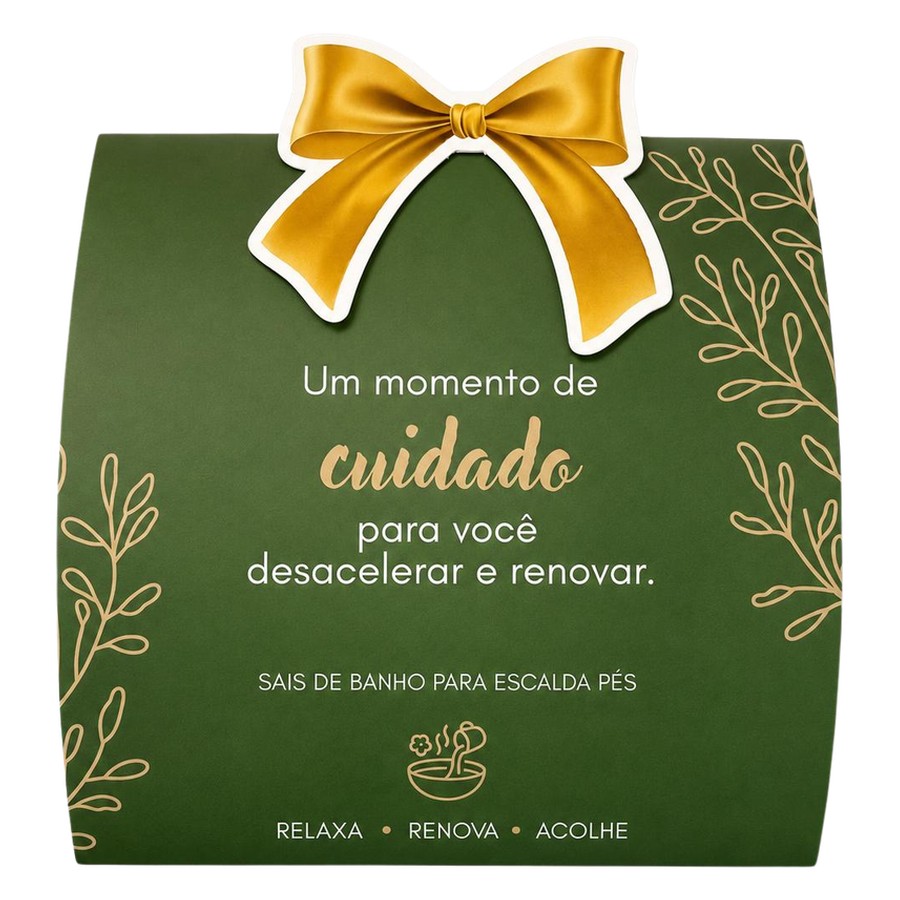 Um momento de
cuidado
para você
desacelerar e renovar.
SAIS DE BANHO PARA ESCALDA PÉS
RELAXA • RENOVA • ACOLHE